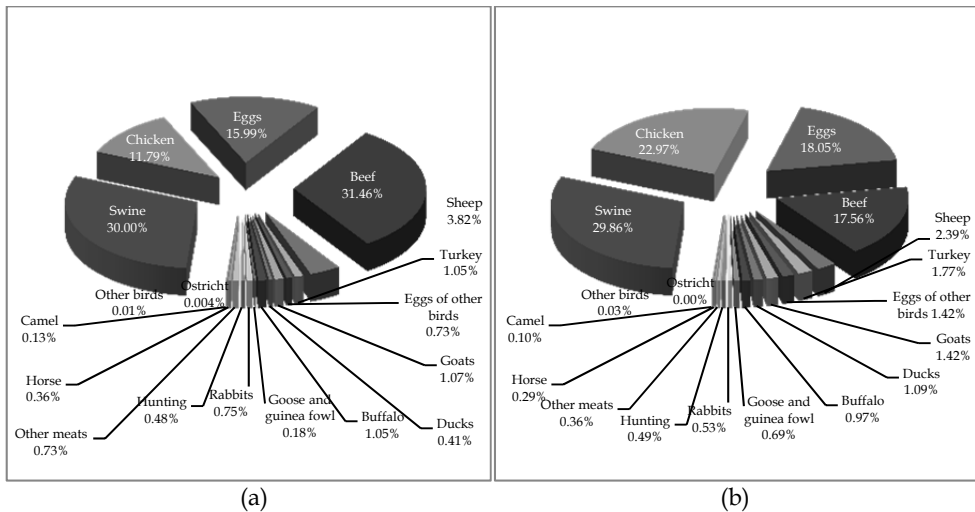 Eggs
15.99%
Chicken
11.79%
Beef
31.46%
Swine
30.00%
Sheep
3.82%
Turkey
1.05%
Eggs of other
birds
0.73%
Goats
1.07%
Ducks
0.41%
Buffalo
1.05%
Goose and
guinea fowl
0.18%
Rabbits
0.75%
Hunting
0.48%
Other meats
0.73%
Horse
0.36%
Camel
0.13%
Other birds
0.01%
Ostricht
0.004%
(a)
Chicken
22.97%
Eggs
18.05%
Beef
17.56%
Swine
29.86%
Sheep
2.39%
Turkey
1.77%
Eggs of other
birds 1.42%
Goats
1.42%
Ducks
1.09%
Buffalo
0.97%
Goose and
guinea fowl
0.69%
Rabbits
0.53%
Hunting
0.49%
Other meats
0.36%
Horse
0.29%
Camel
0.10%
Other birds
0.03%
Ostricht
0.00%
(b)